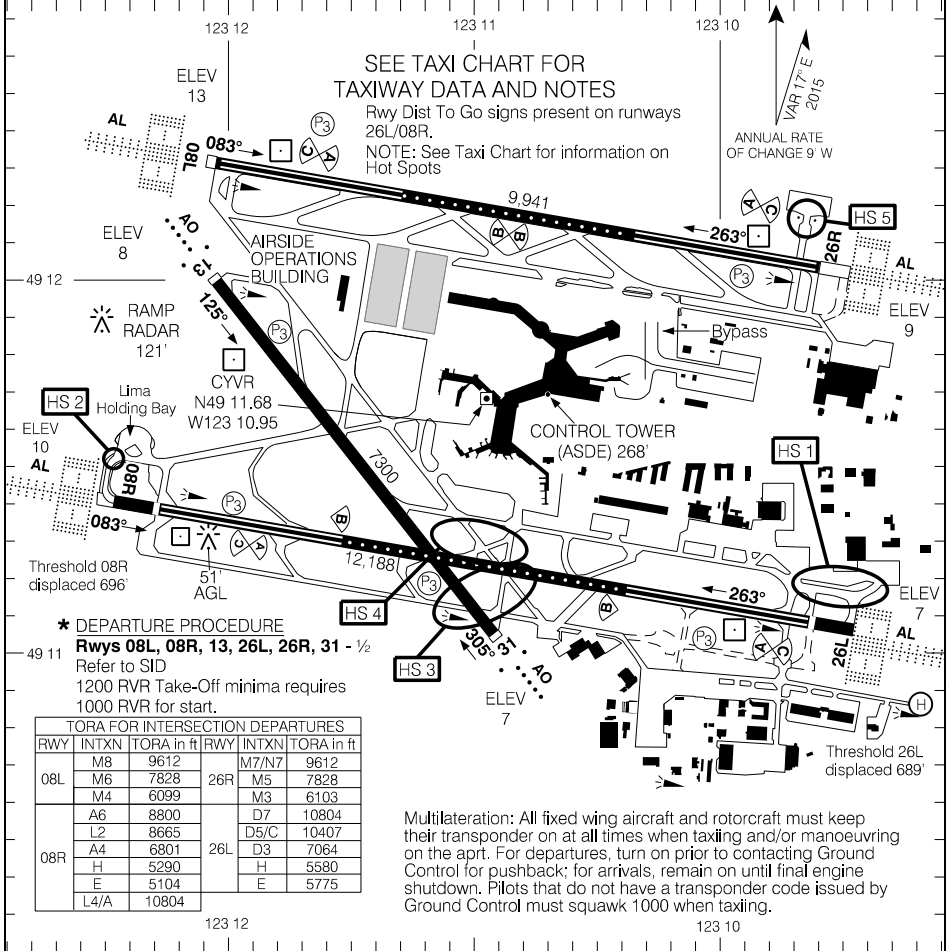 123 12
123 11
123 10
SEE TAXI CHART FOR
TAXIWAY DATA AND NOTES
Rwy Dist To Go signs present on runways
26L/08R.
NOTE: See Taxi Chart for information on
Hot Spots
VAR 17° E
2015
ANNUAL RATE
OF CHANGE 9' W
ELEV
13
AL
08L
083°
P3
C A
9,941
B B
A C
263°
P3
26R
HS 5
AL
ELEV
9
ELEV
8
AO
13
125°
49 12
AIRSIDE
OPERATIONS
BUILDING
P3
RAMP
RADAR
121'
CYVR
N49 11.68
W123 10.95
Bypass
CONTROL TOWER
(ASDE) 268'
HS 2
Lima
Holding Bay
ELEV
10
AL
08R
083°
P3
B
7300
HS 1
Threshold 08R
displaced 696'
51'
AGL
C A
12,188
P3
HS 4
HS 3
B
263°
P3
A C
26L
ELEV
7
AL
305°
31
AO
ELEV
7
H
Threshold 26L
displaced 689'
49 11
* DEPARTURE PROCEDURE
Rwys 08L, 08R, 13, 26L, 26R, 31 - ½
Refer to SID
1200 RVR Take-Off minima requires
1000 RVR for start.
TORA FOR INTERSECTION DEPARTURES
RWY INTXN TORA in ft RWY INTXN TORA in ft
08L M8 9612 26R M7/N7 9612
M6 7828 M5 7828
M4 6099 M3 6103
08R A6 8800 26L D7 10804
L2 8665 D5/C 10407
A4 6801 D3 7064
H 5290 H 5580
E 5104 E 5775
L4/A 10804
Multilateration: All fixed wing aircraft and rotorcraft must keep
their transponder on at all times when taxiing and/or manoeuvring
on the aprt. For departures, turn on prior to contacting Ground
Control for pushback; for arrivals, remain on until final engine
shutdown. Pilots that do not have a transponder code issued by
Ground Control must squawk 1000 when taxiing.
123 12
123 10